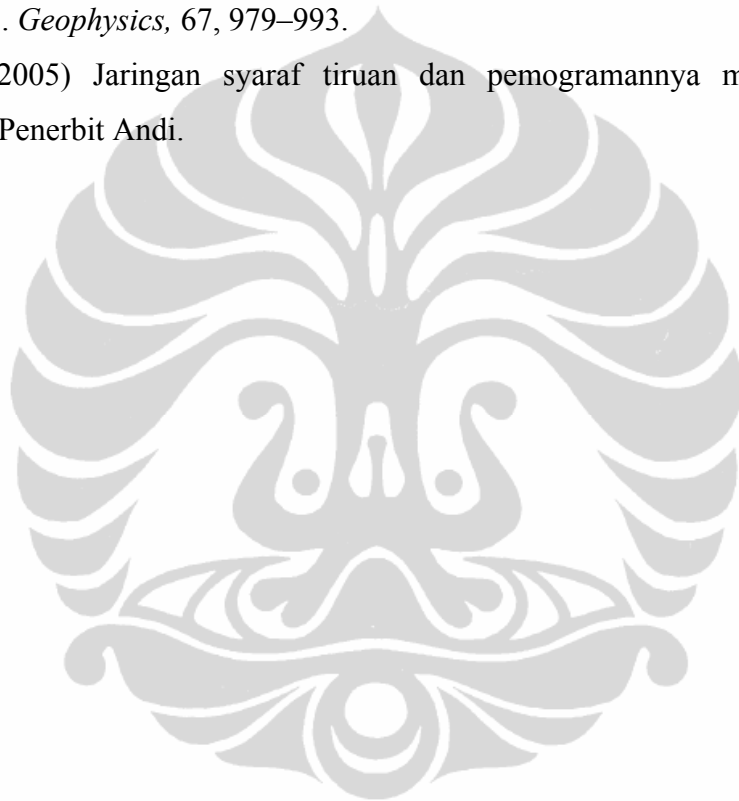 . Geophysics, 67, 979–993.
2005) Jaringan syaraf tiruan dan pemogramannya m
Penerbit Andi.